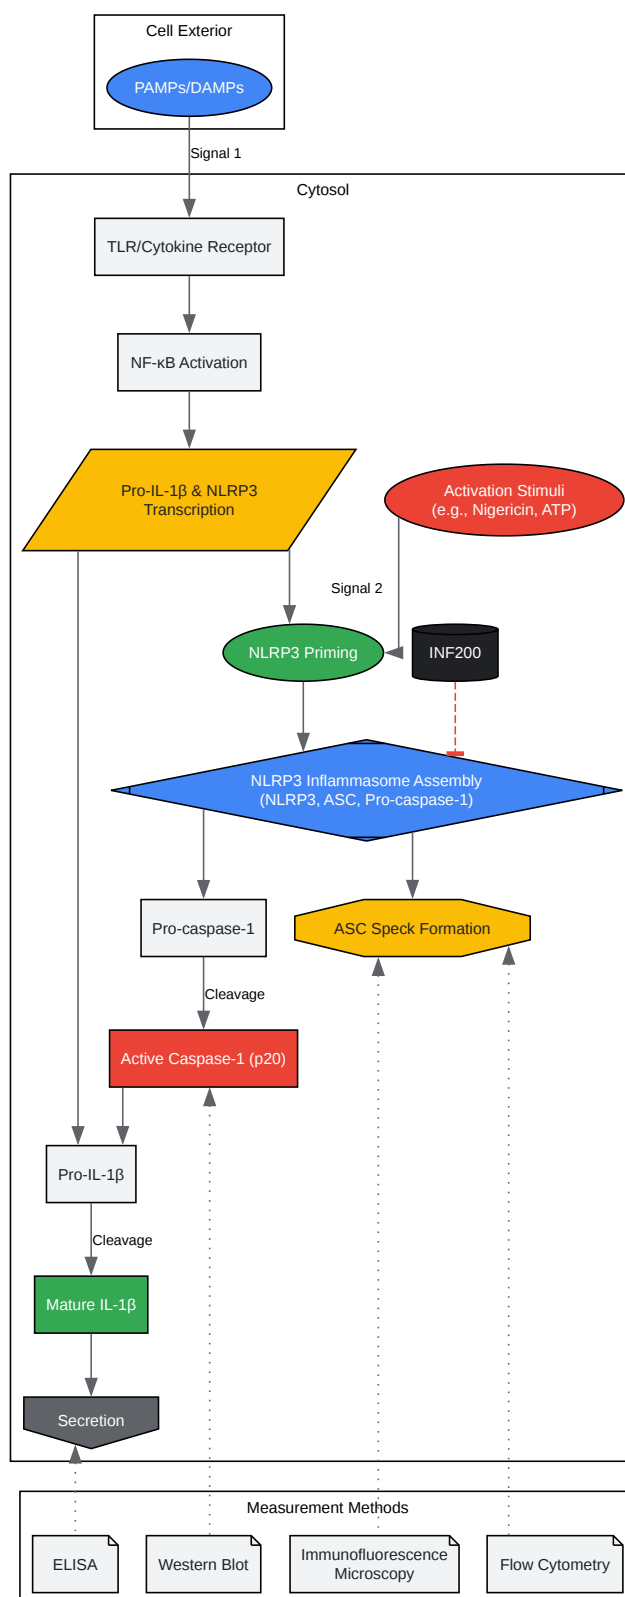 Cell Exterior
PAMPs/DAMPs
Signal 1
Cytosol
TLR/Cytokine Receptor
NF-κB Activation
Pro-IL-1β & NLRP3
Transcription
Activation Stimuli
(e.g., Nigericin, ATP)
Signal 2
NLRP3 Priming
INF200
NLRP3 Inflammasome Assembly
(NLRP3, ASC, Pro-caspase-1)
Pro-caspase-1
ASC Speck Formation
Cleavage
Active Caspase-1 (p20)
Pro-IL-1β
Cleavage
Mature IL-1β
Secretion
Measurement Methods
ELISA
Western Blot
Immunofluorescence
Microscopy
Flow Cytometry